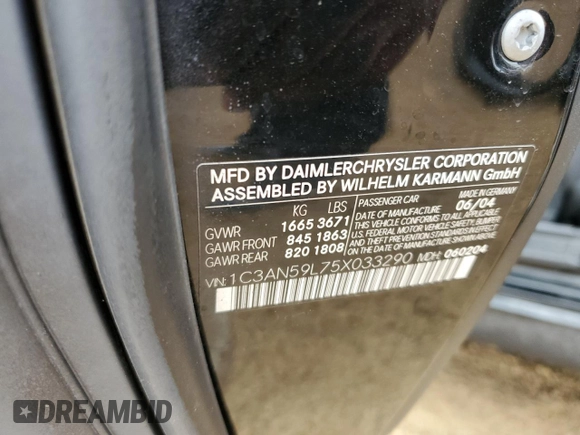 MFD BY DAIMLERCHRYSLER CORPORATION
ASSEMBLED BY WILHELM KARMANN GmbH
KG LBS
GVWR 1665 3671
GAWR FRONT 845 1863
GAWR REAR 820 1808
PASSENGER CAR
DATE OF MANUFACTURE 06/04
THIS VEHICLE CONFORMS TO ALL APPLICABLE
U.S. FEDERAL MOTOR VEHICLE SAFETY, BUMPER,
AND THEFT PREVENTION STANDARDS IN EFFECT
ON THE DATE OF MANUFACTURE SHOWN ABOVE.
VIN: 1C3AN59L75X033290 MDH: 060204
DREAMBID